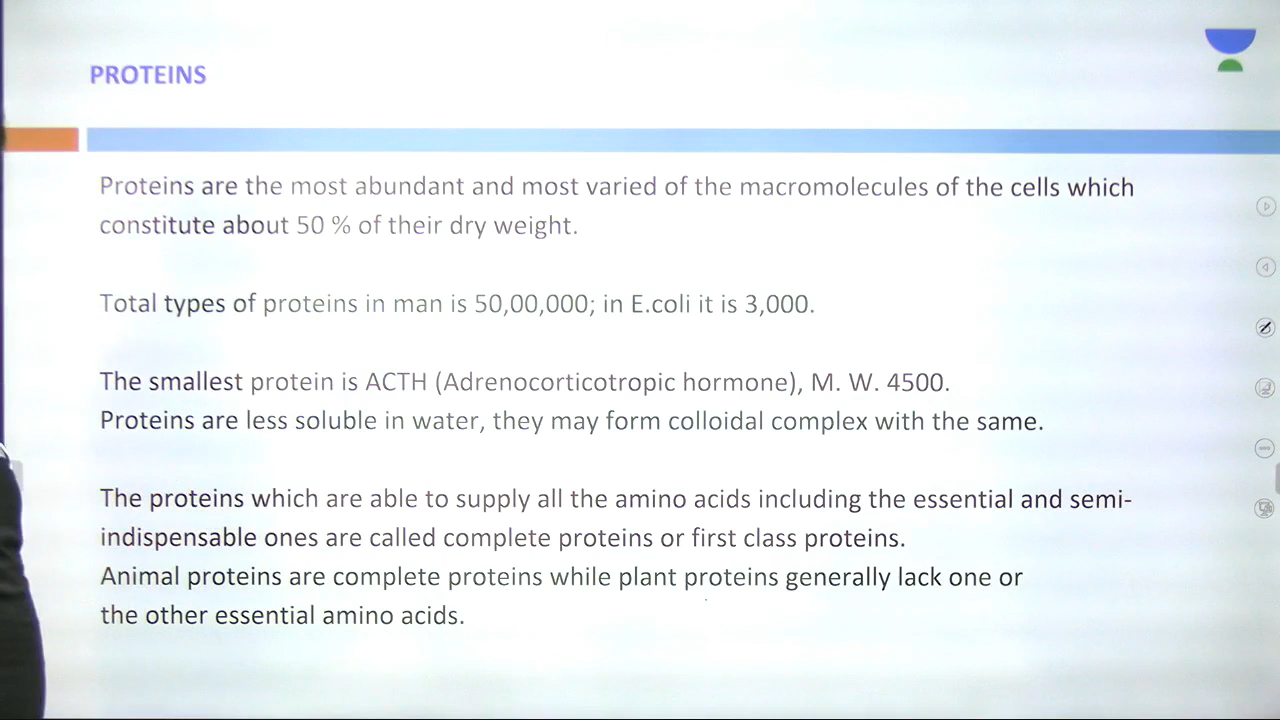 PROTEINS
Proteins are the most abundant and most varied of the macromolecules of the cells which
constitute about 50 % of their dry weight.
Total types of proteins in man is 50,00,000; in E.coli it is 3,000.
The smallest protein is ACTH (Adrenocorticotropic hormone), M. W. 4500.
Proteins are less soluble in water, they may form colloidal complex with the same.
The proteins which are able to supply all the amino acids including the essential and semi-
indispensable ones are called complete proteins or first class proteins.
Animal proteins are complete proteins while plant proteins generally lack one or
the other essential amino acids.